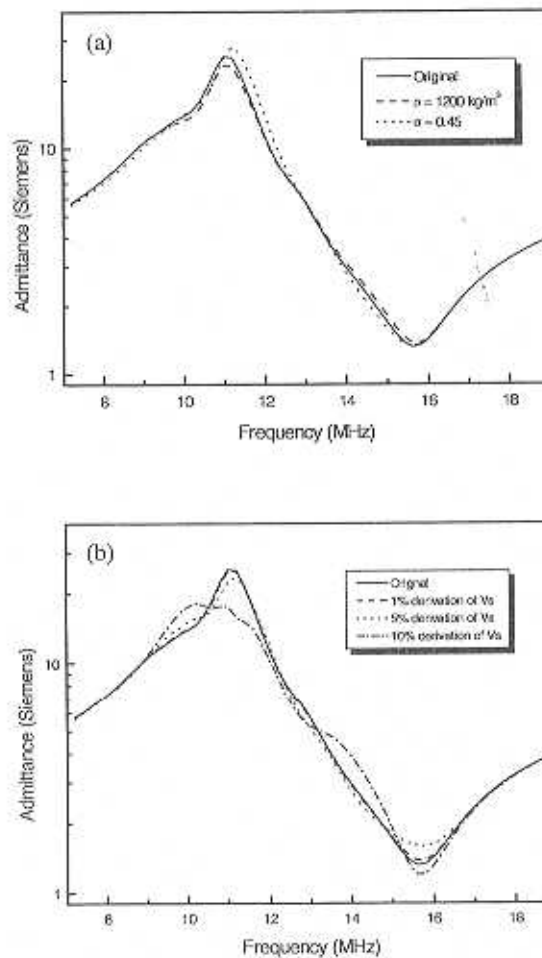 (a)
Original
ρ = 1200 kg/m³
σ = 0.45
Admittance (Siemens)
10
1
8
10
12
14
16
18
Frequency (MHz)
(b)
Orignal
1% derivation of Vs
5% derivation of Vs
10% derivation of Vs
Admittance (Siemens)
10
1
8
10
12
14
16
18
Frequency (MHz)